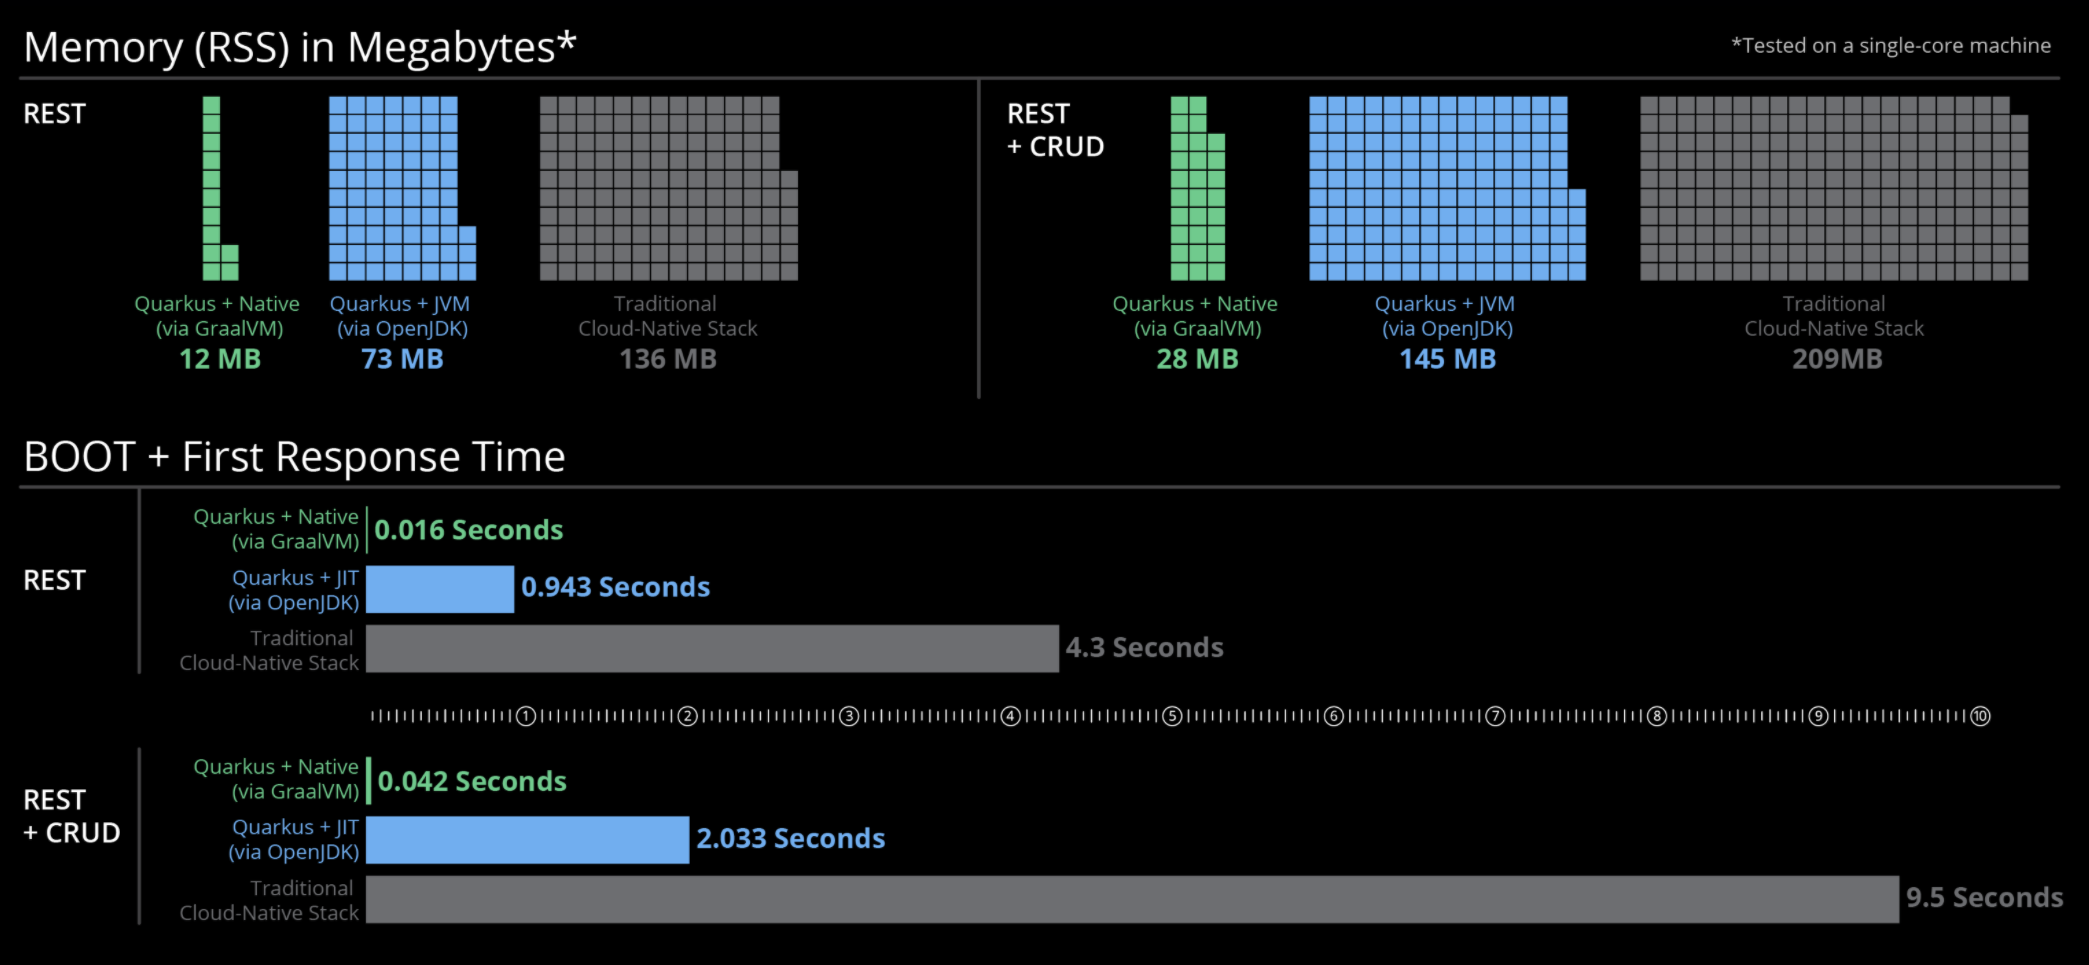 Memory (RSS) in Megabytes*
*Tested on a single-core machine
REST
Quarkus + Native
(via GraalVM)
12 MB
Quarkus + JVM
(via OpenJDK)
73 MB
Traditional
Cloud-Native Stack
136 MB
REST
+ CRUD
Quarkus + Native
(via GraalVM)
28 MB
Quarkus + JVM
(via OpenJDK)
145 MB
Traditional
Cloud-Native Stack
209MB
BOOT + First Response Time
REST
Quarkus + Native
(via GraalVM)
0.016 Seconds
Quarkus + JIT
(via OpenJDK)
0.943 Seconds
Traditional
Cloud-Native Stack
4.3 Seconds
1 2 3 4 5 6 7 8 9 10
REST
+ CRUD
Quarkus + Native
(via GraalVM)
0.042 Seconds
Quarkus + JIT
(via OpenJDK)
2.033 Seconds
Traditional
Cloud-Native Stack
9.5 Seconds